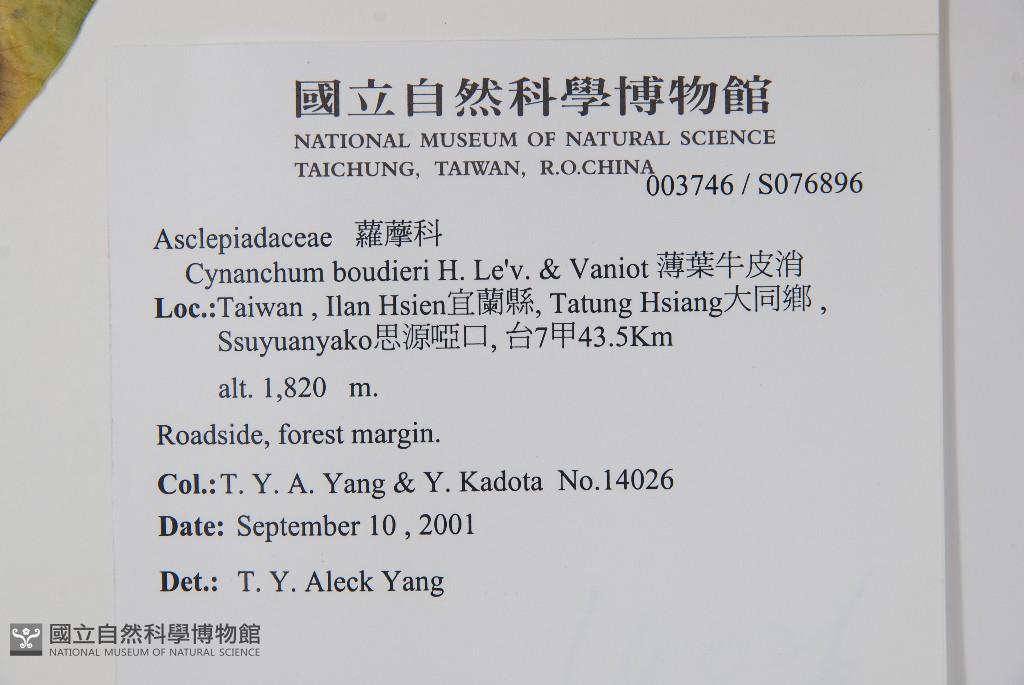 國立自然科學博物館
NATIONAL MUSEUM OF NATURAL SCIENCE
TAICHUNG, TAIWAN, R.O.CHINA
003746 / S076896
Asclepiadaceae 蘿藦科
Cynanchum boudieri H. Le'v. & Vaniot 薄葉牛皮消
Loc.:Taiwan , Ilan Hsien宜蘭縣, Tatung Hsiang大同鄉 ,
Ssuyuanyako思源啞口, 台7甲43.5Km
alt. 1,820 m.
Roadside, forest margin.
Col.:T. Y. A. Yang & Y. Kadota No.14026
Date: September 10 , 2001
Det.: T. Y. Aleck Yang
國立自然科學博物館
NATIONAL MUSEUM OF NATURAL SCIENCE